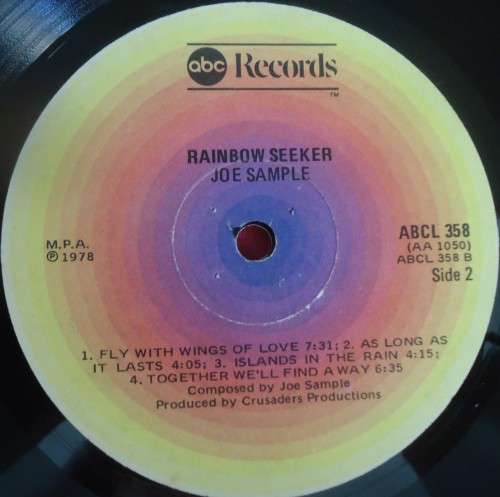 abc Records
TM
RAINBOW SEEKER
JOE SAMPLE
M.P.A.
℗ 1978
ABCL 358
(AA 1050)
ABCL 358 B
Side 2
1. FLY WITH WINGS OF LOVE 7:31; 2. AS LONG AS
IT LASTS 4:05; 3. ISLANDS IN THE RAIN 4:15;
4. TOGETHER WE'LL FIND A WAY 6:35
Composed by Joe Sample
Produced by Crusaders Productions